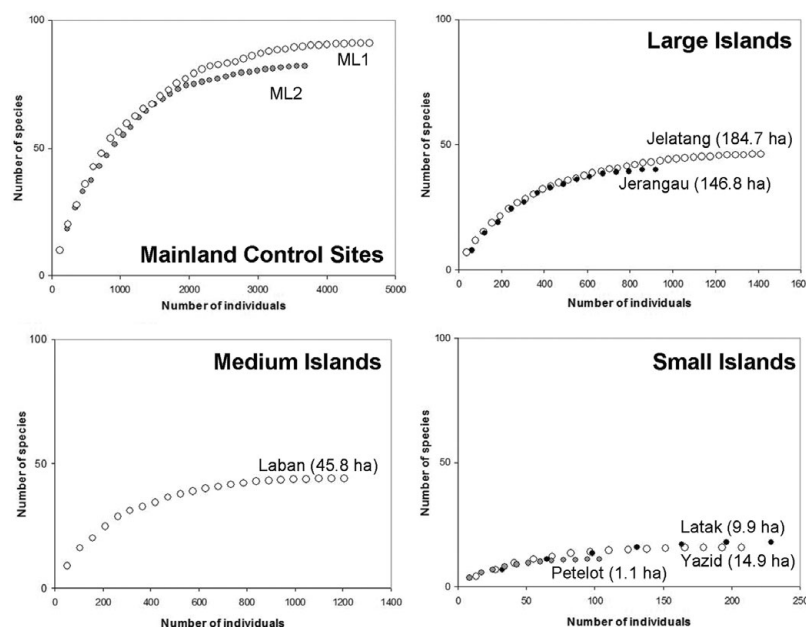 100
50
0
Number of species
ML1
ML2
Mainland Control Sites
0 1000 2000 3000 4000 5000
Number of individuals
100
50
0
Number of species
Large Islands
Jelatang (184.7 ha)
Jerangau (146.8 ha)
0 200 400 600 800 1000 1200 1400 160
Number of individuals
100
50
0
Number of species
Medium Islands
Laban (45.8 ha)
0 200 400 600 800 1000 1200 1400
Number of individuals
100
50
0
Number of species
Small Islands
Latak (9.9 ha)
Yazid (14.9 ha)
Petelot (1.1 ha)
0 50 100 150 200 250
Number of individuals